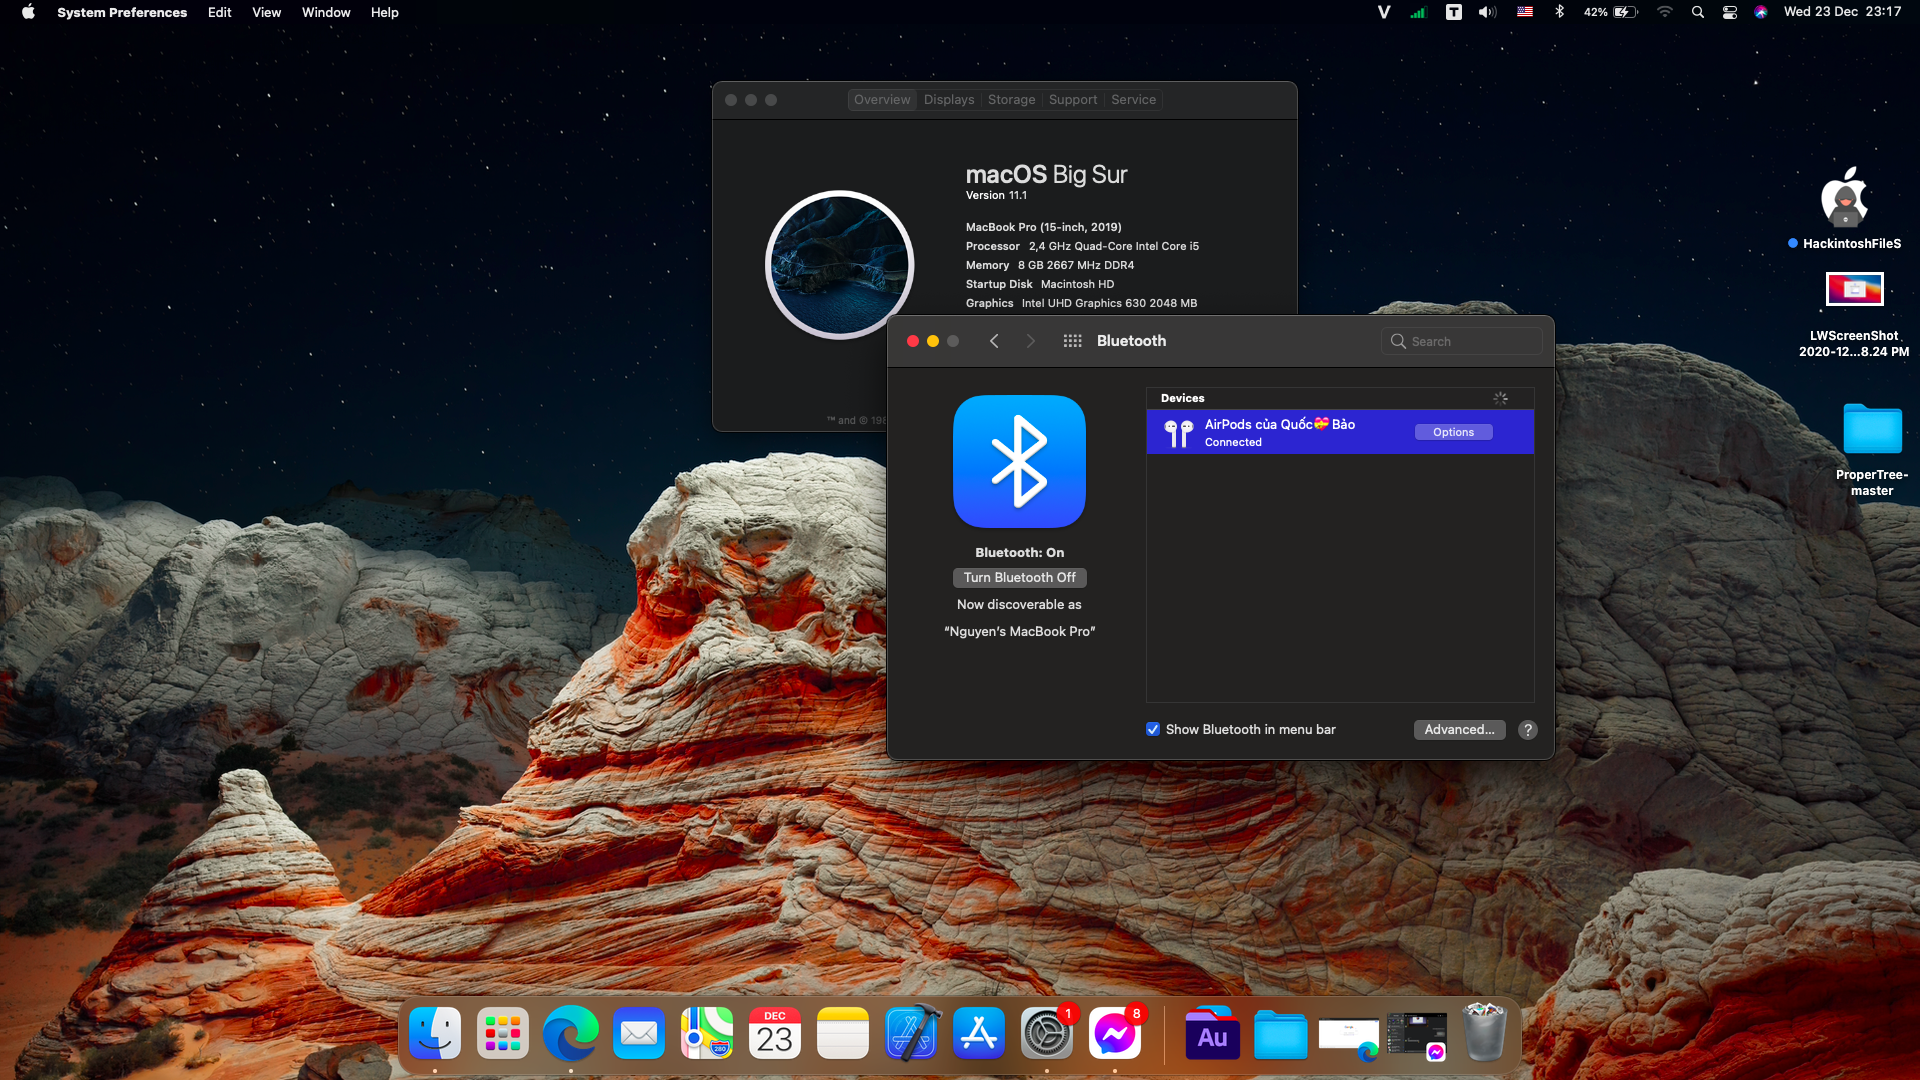 System Preferences Edit View Window Help
V T 42% Wed 23 Dec 23:17
Overview Displays Storage Support Service
macOS Big Sur
Version 11.1
MacBook Pro (15-inch, 2019)
Processor 2,4 GHz Quad-Core Intel Core i5
Memory 8 GB 2667 MHz DDR4
Startup Disk Macintosh HD
Graphics Intel UHD Graphics 630 2048 MB
™ and © 198
Bluetooth
Search
Devices
AirPods của Quốc💝Bảo
Connected
Options
Bluetooth: On
Turn Bluetooth Off
Now discoverable as
“Nguyen’s MacBook Pro”
Show Bluetooth in menu bar
Advanced...
?
HackintoshFileS
LWScreenShot
2020-12...8.24 PM
ProperTree-
master
DEC
23
280
1
8
Au